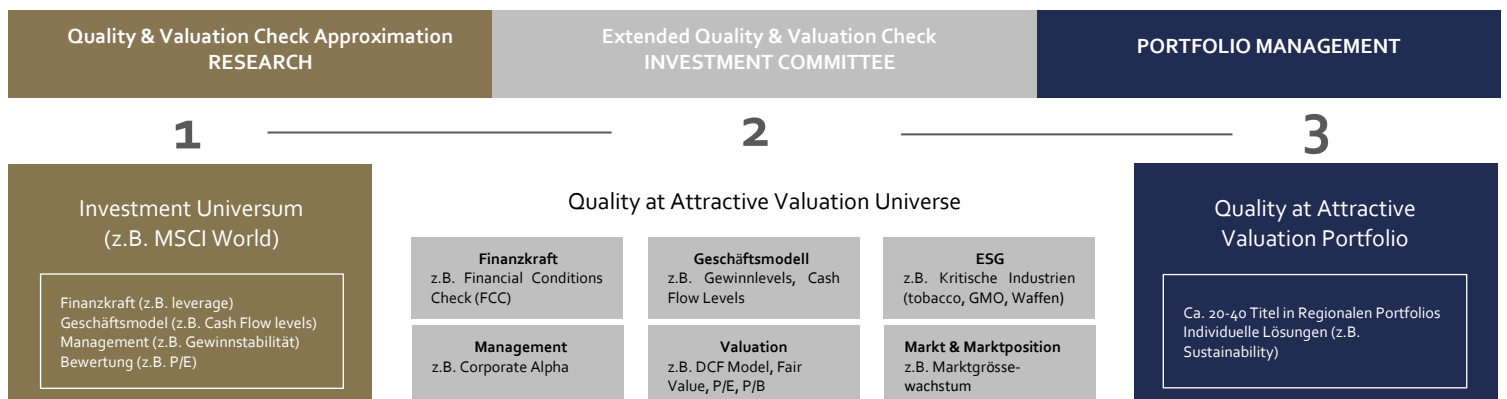 Quality & Valuation Check Approximation
RESEARCH
Extended Quality & Valuation Check
INVESTMENT COMMITTEE
PORTFOLIO MANAGEMENT
1
2
3
Investment Universum
(z.B. MSCI World)
Finanzkraft (z.B. leverage)
Geschäftsmodel (z.B. Cash Flow levels)
Management (z.B. Gewinnstabilität)
Bewertung (z.B. P/E)
Quality at Attractive Valuation Universe
Finanzkraft
z.B. Financial Conditions
Check (FCC)
Geschäftsmodell
z.B. Gewinnlevels, Cash
Flow Levels
ESG
z.B. Kritische Industrien
(tobacco, GMO, Waffen)
Management
z.B. Corporate Alpha
Valuation
z.B. DCF Model, Fair
Value, P/E, P/B
Markt & Marktposition
z.B. Marktgrösse-
wachstum
Quality at Attractive
Valuation Portfolio
Ca. 20-40 Titel in Regionalen Portfolios
Individuelle Lösungen (z.B.
Sustainability)